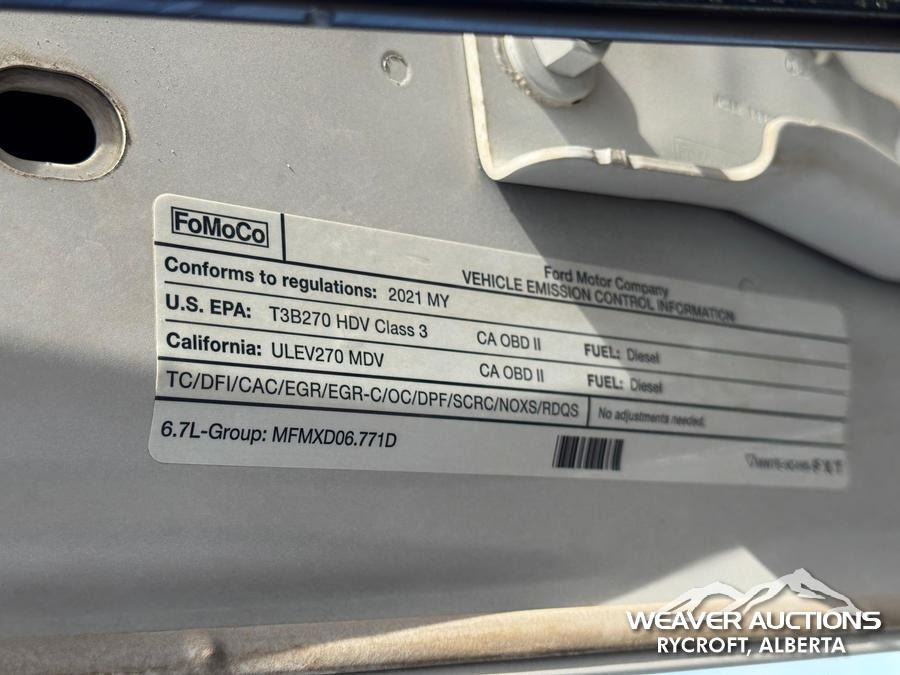 FoMoCo
Ford Motor Company
VEHICLE EMISSION CONTROL INFORMATION
Conforms to regulations: 2021 MY
U.S. EPA: T3B270 HDV Class 3 CA OBD II FUEL: Diesel
California: ULEV270 MDV CA OBD II FUEL: Diesel
TC/DFI/CAC/EGR/EGR-C/OC/DPF/SCRC/NOXS/RDQS No adjustments needed.
6.7L-Group: MFMXD06.771D
WEAVER AUCTIONS
RYCROFT, ALBERTA